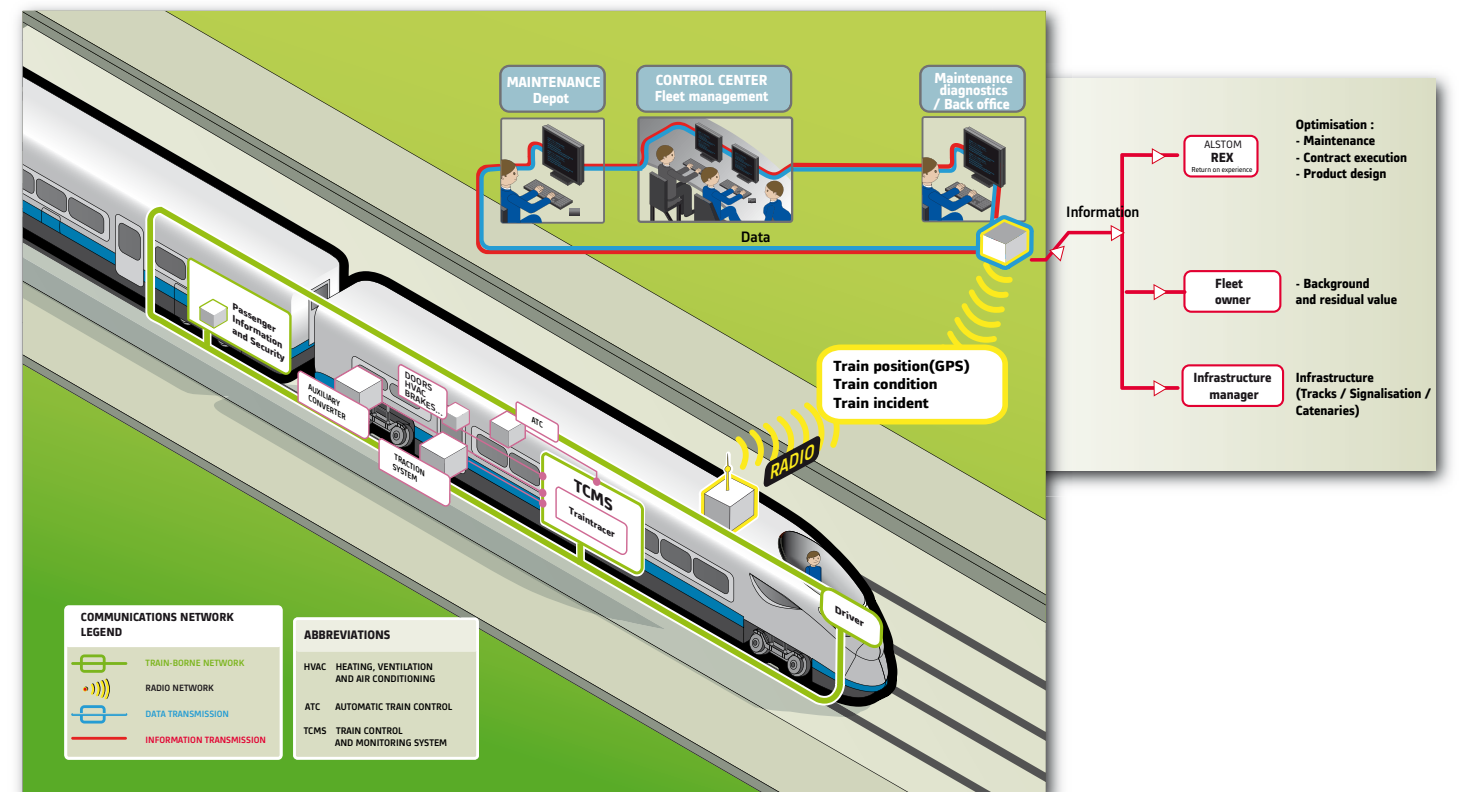 MAINTENANCE
Depot
CONTROL CENTER
Fleet management
Maintenance
diagnostics
/ Back office
Data
Information
ALSTOM
REX
Return on experience
Optimisation :
- Maintenance
- Contract execution
- Product design
Fleet
owner
- Background
and residual value
Infrastructure
manager
Infrastructure
(Tracks / Signalisation /
Catenaries)
Train position(GPS)
Train condition
Train incident
RADIO
Passenger
Information
and Security
AUXILIARY
CONVERTER
DOORS
HVAC
BRAKES...
ATC
TRACTION
SYSTEM
TCMS
Traintracer
Driver
COMMUNICATIONS NETWORK
LEGEND
TRAIN-BORNE NETWORK
RADIO NETWORK
DATA TRANSMISSION
INFORMATION TRANSMISSION
ABBREVIATIONS
HVAC HEATING, VENTILATION
AND AIR CONDITIONING
ATC AUTOMATIC TRAIN CONTROL
TCMS TRAIN CONTROL
AND MONITORING SYSTEM